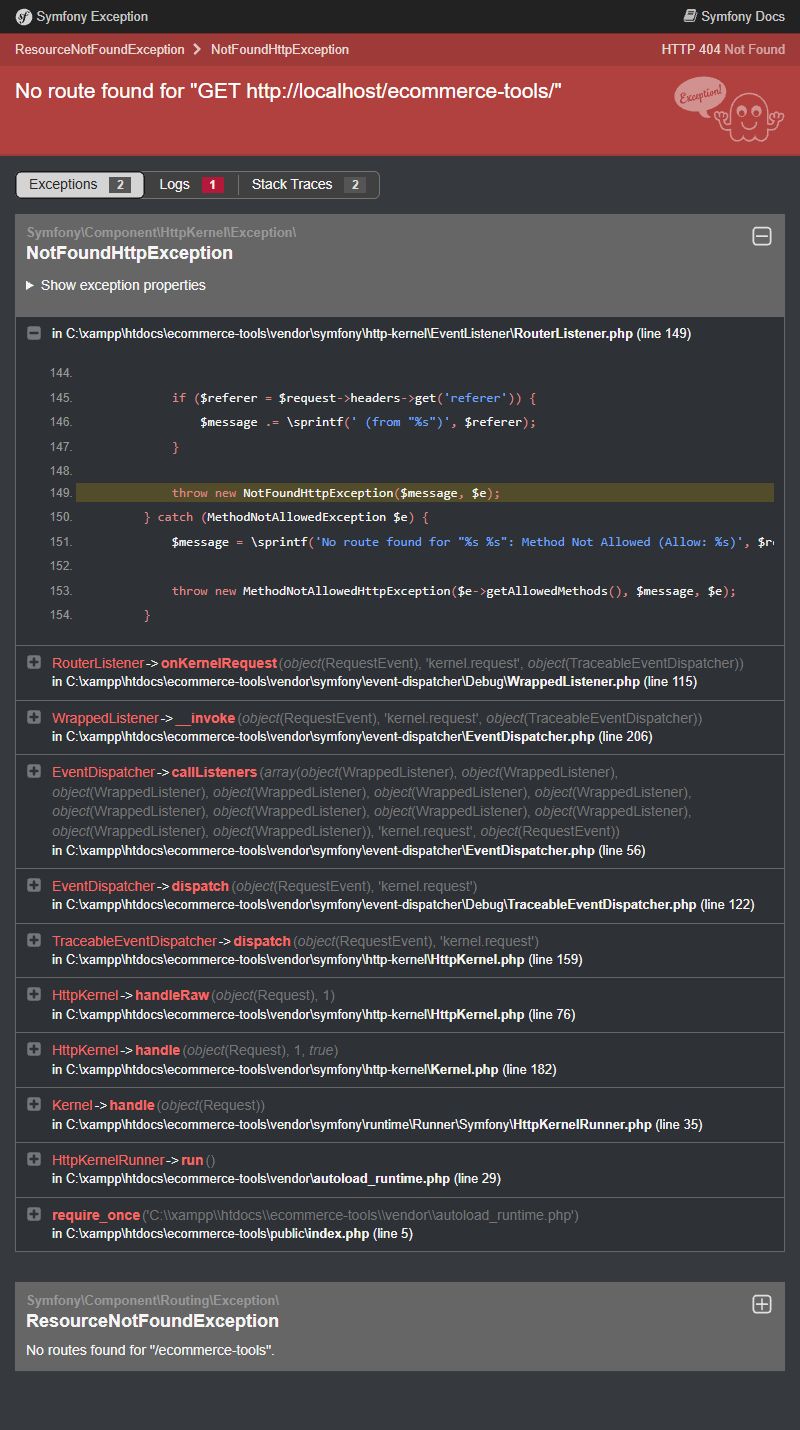 Symfony Exception
Symfony Docs
ResourceNotFoundException > NotFoundHttpException
HTTP 404 Not Found
No route found for "GET http://localhost/ecommerce-tools/"
Exception!
Exceptions 2
Logs 1
Stack Traces 2
Symfony\Component\HttpKernel\Exception\
NotFoundHttpException
Show exception properties
in C:\xampp\htdocs\ecommerce-tools\vendor\symfony\http-kernel\EventListener\RouterListener.php (line 149)
144.
145. if ($referer = $request->headers->get('referer')) {
146. $message .= \sprintf(' (from "%s")', $referer);
147. }
148.
149. throw new NotFoundHttpException($message, $e);
150. } catch (MethodNotAllowedException $e) {
151. $message = \sprintf('No route found for "%s %s": Method Not Allowed (Allow: %s)', $r
152.
153. throw new MethodNotAllowedHttpException($e->getAllowedMethods(), $message, $e);
154. }
RouterListener->onKernelRequest(object(RequestEvent), 'kernel.request', object(TraceableEventDispatcher))
in C:\xampp\htdocs\ecommerce-tools\vendor\symfony\event-dispatcher\Debug\WrappedListener.php (line 115)
WrappedListener->__invoke(object(RequestEvent), 'kernel.request', object(TraceableEventDispatcher))
in C:\xampp\htdocs\ecommerce-tools\vendor\symfony\event-dispatcher\EventDispatcher.php (line 206)
EventDispatcher->callListeners(array(object(WrappedListener), object(WrappedListener),
object(WrappedListener), object(WrappedListener), object(WrappedListener), object(WrappedListener),
object(WrappedListener), object(WrappedListener), object(WrappedListener), object(WrappedListener),
object(WrappedListener), object(WrappedListener)), 'kernel.request', object(RequestEvent))
in C:\xampp\htdocs\ecommerce-tools\vendor\symfony\event-dispatcher\EventDispatcher.php (line 56)
EventDispatcher->dispatch(object(RequestEvent), 'kernel.request')
in C:\xampp\htdocs\ecommerce-tools\vendor\symfony\event-dispatcher\Debug\TraceableEventDispatcher.php (line 122)
TraceableEventDispatcher->dispatch(object(RequestEvent), 'kernel.request')
in C:\xampp\htdocs\ecommerce-tools\vendor\symfony\http-kernel\HttpKernel.php (line 159)
HttpKernel->handleRaw(object(Request), 1)
in C:\xampp\htdocs\ecommerce-tools\vendor\symfony\http-kernel\HttpKernel.php (line 76)
HttpKernel->handle(object(Request), 1, true)
in C:\xampp\htdocs\ecommerce-tools\vendor\symfony\http-kernel\Kernel.php (line 182)
Kernel->handle(object(Request))
in C:\xampp\htdocs\ecommerce-tools\vendor\symfony\runtime\Runner\Symfony\HttpKernelRunner.php (line 35)
HttpKernelRunner->run()
in C:\xampp\htdocs\ecommerce-tools\vendor\autoload_runtime.php (line 29)
require_once('C:\\xampp\\htdocs\\ecommerce-tools\\vendor\\autoload_runtime.php')
in C:\xampp\htdocs\ecommerce-tools\public\index.php (line 5)
Symfony\Component\Routing\Exception\
ResourceNotFoundException
No routes found for "/ecommerce-tools".